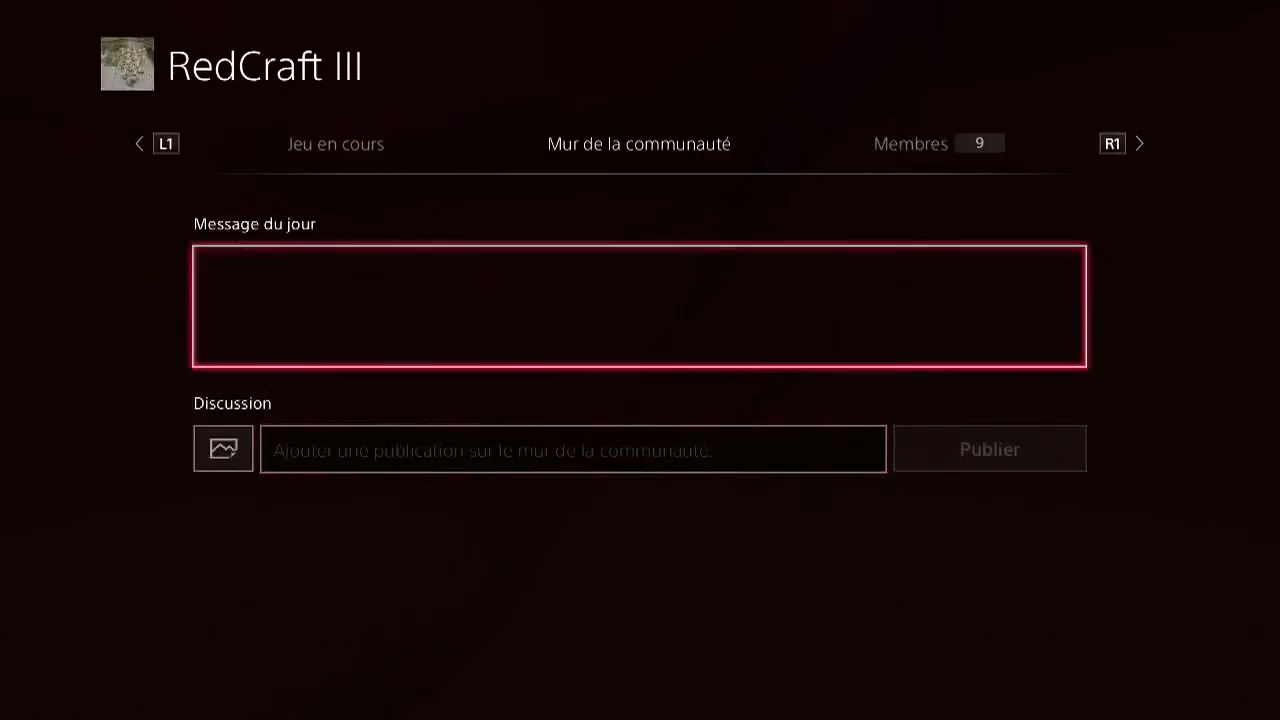 RedCraft III
L1 Jeu en cours Mur de la communauté Membres 9 R1
Message du jour
Discussion
Ajouter une publication sur le mur de la communauté. Publier